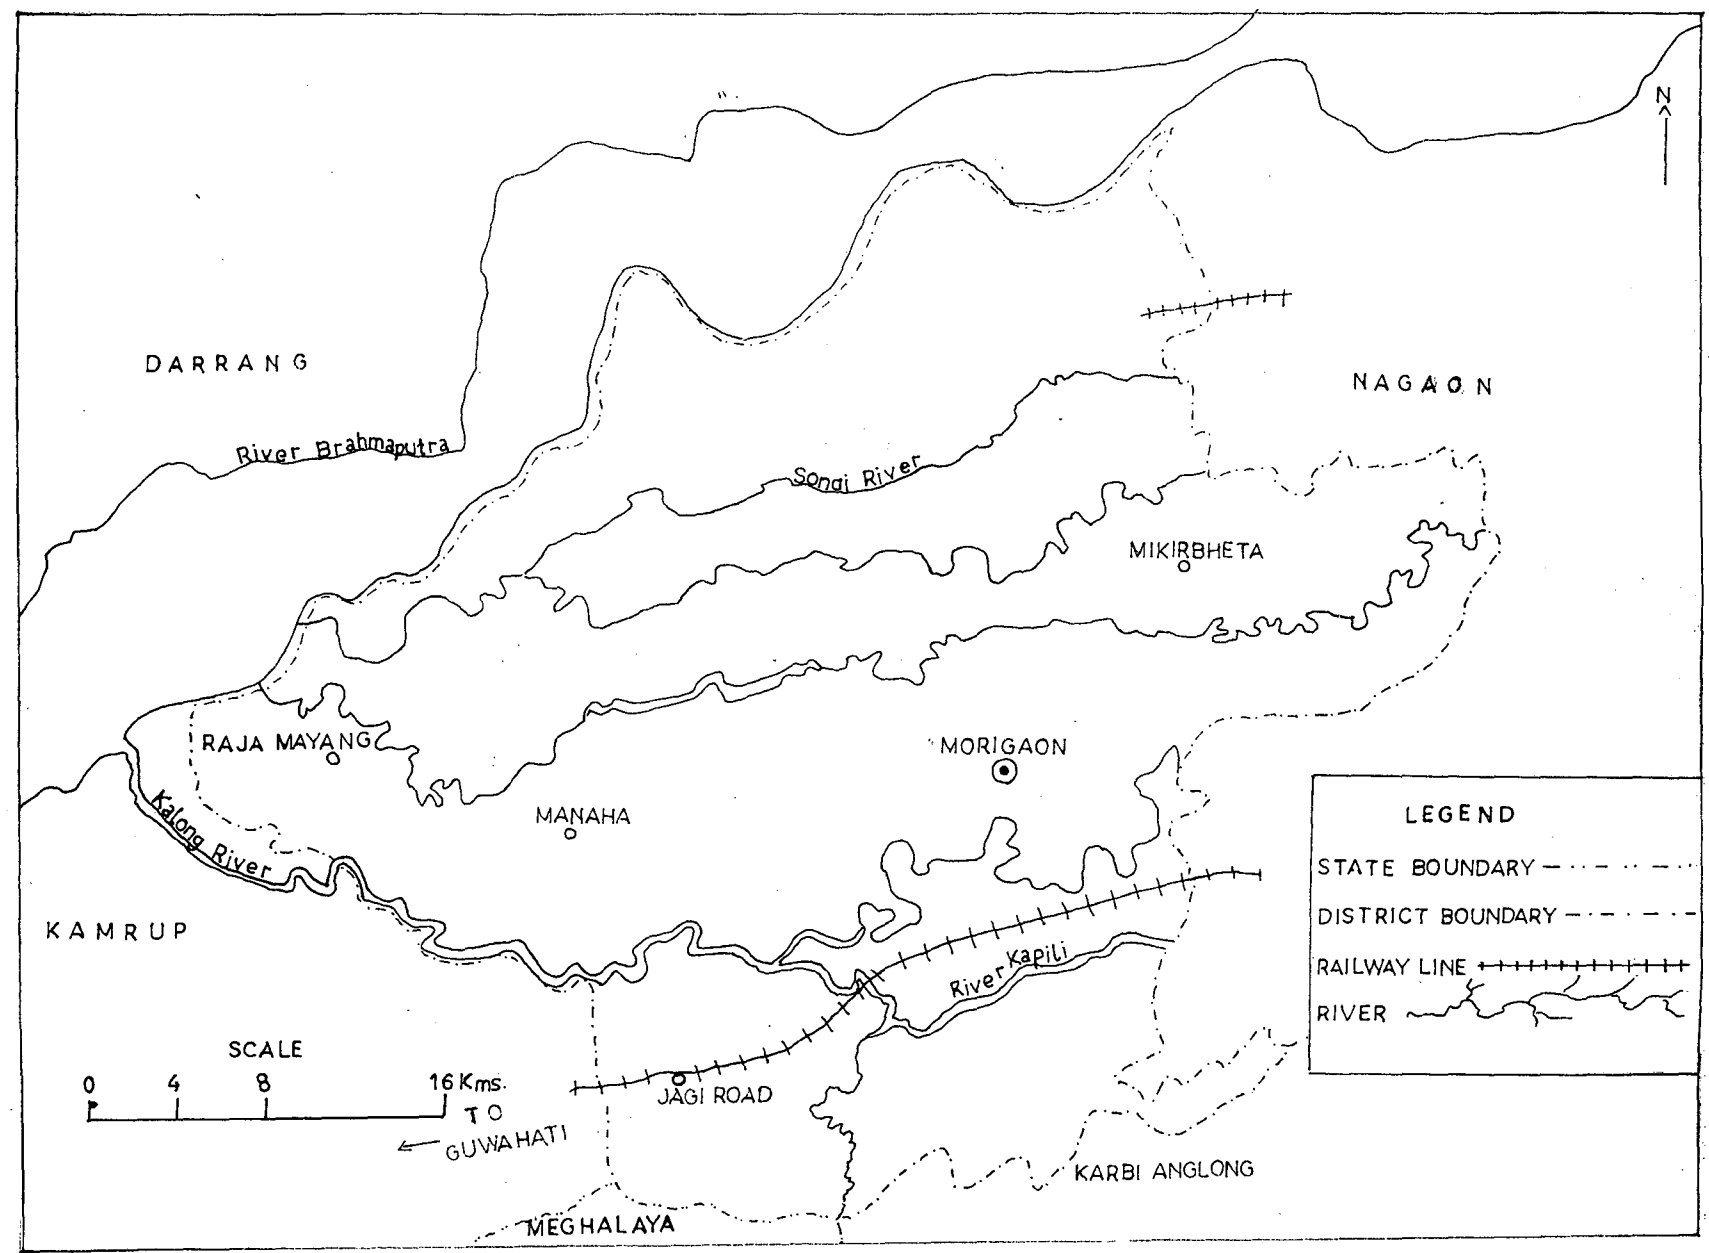 N
DARRANG
NAGAON
River Brahmaputra
Sonai River
MIKIRBHETA
RAJA MAYANG
MORIGAON
MANAHA
Kalong River
KAMRUP
River Kapili
LEGEND
STATE BOUNDARY
DISTRICT BOUNDARY
RAILWAY LINE
RIVER
SCALE
0 4 8 16 Kms.
TO
GUWAHATI
JAGI ROAD
KARBI ANGLONG
MEGHALAYA